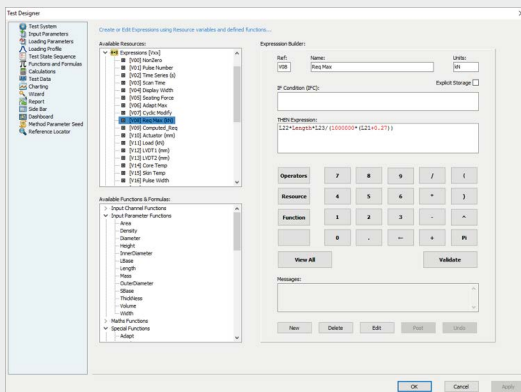 Test Designer
Test System
Input Parameters
Loading Parameters
Loading Profile
Test State Sequence
Functions and Formulas
Calculations
Test Data
Charting
Wizard
Report
Side Bar
Dashboard
Method Parameter Seed
Reference Locator
Create or Edit Expressions using Resource variables and defined functions...
Available Resources:
Expressions [Vxx]
[V00] NonZero
[V01] Pulse Number
[V02] Time Series (s)
[V03] Scan Time
[V04] Display Width
[V05] Seating Force
[V06] Adapt Max
[V07] Cyclic Modify
[V08] Req Max (kN)
[V09] Computed_Req
[V10] Actuator (mm)
[V11] Load (kN)
[V12] LVDT1 (mm)
[V13] LVDT2 (mm)
[V14] Core Temp
[V15] Skin Temp
[V16] Pulse Width
Available Functions & Formulas:
Input Channel Functions
Input Parameter Functions
Area
Density
Diameter
Height
InnerDiameter
LBase
Length
Mass
OuterDiameter
SBase
Thickness
Volume
Width
Maths Functions
Special Functions
Adapt
Expression Builder:
Ref: Name: Units:
V08 Req Max kN
Explicit Storage
IF Condition (IFC):
THEN Expression:
L22*Length*L23/(1000000*(L21+0.27))
Operators 7 8 9 / (
Resource 4 5 6 * )
Function 1 2 3 - ^
0 . ← + Pi
View All Validate
Messages:
New Delete Edit Post Undo
OK Cancel Apply